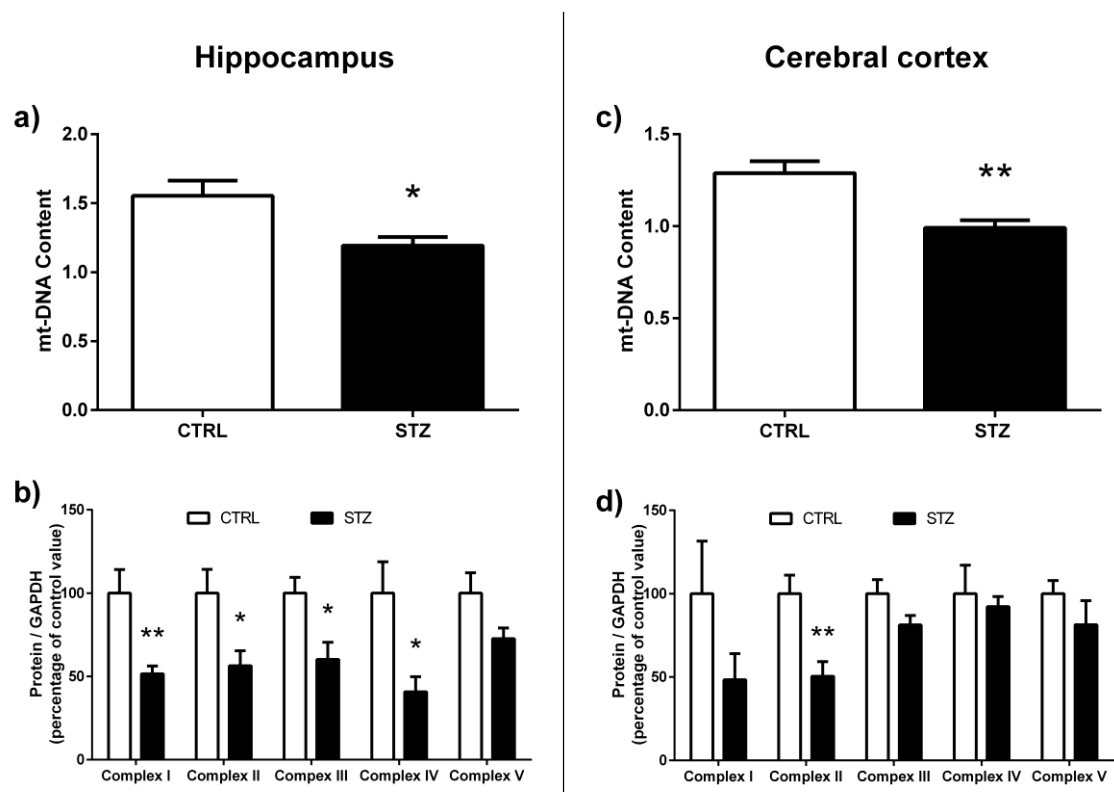 Hippocampus
a)
mt-DNA Content
2.0
1.5
1.0
0.5
0.0
*
CTRL
STZ
b)
Protein / GAPDH
(percentage of control value)
150
100
50
0
CTRL
STZ
**
*
*
*
Complex I
Complex II
Compex III
Complex IV
Complex V
Cerebral cortex
c)
mt-DNA Content
1.5
1.0
0.5
0.0
**
CTRL
STZ
d)
Protein / GAPDH
(percentage of control value)
150
100
50
0
CTRL
STZ
**
Complex I
Complex II
Compex III
Complex IV
Complex V